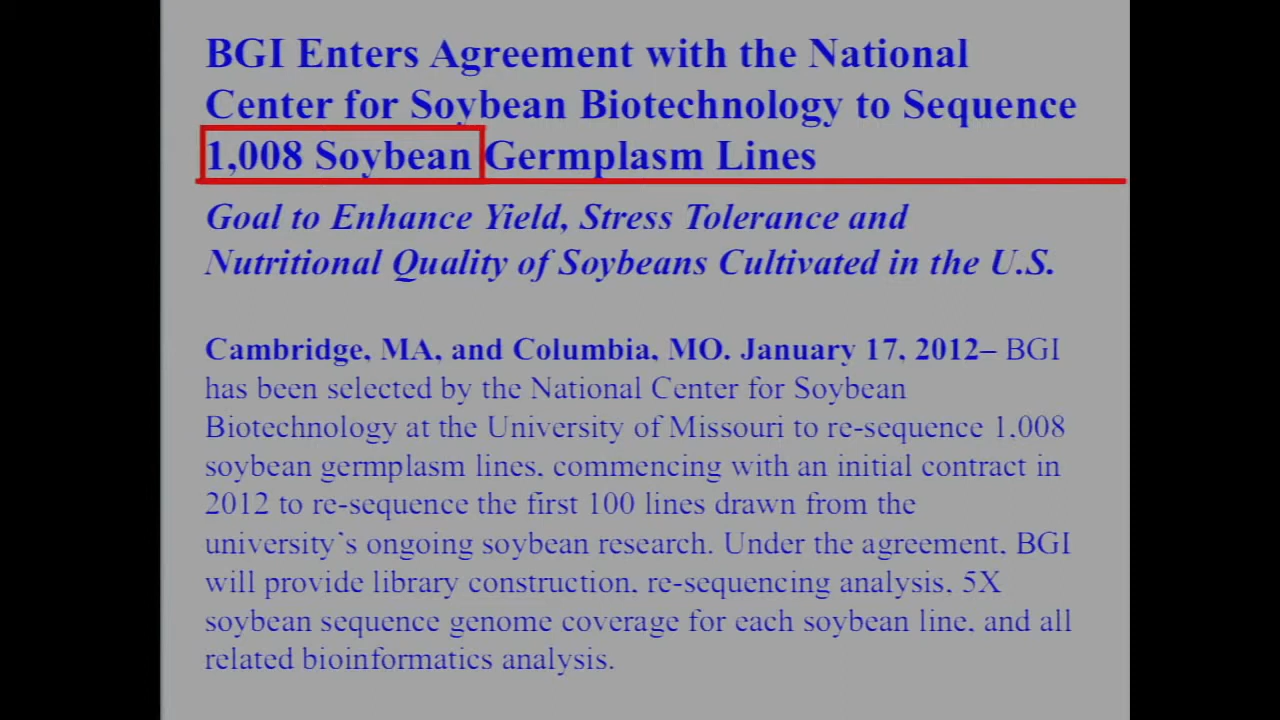 BGI Enters Agreement with the National
Center for Soybean Biotechnology to Sequence
1,008 Soybean Germplasm Lines
Goal to Enhance Yield, Stress Tolerance and
Nutritional Quality of Soybeans Cultivated in the U.S.
Cambridge, MA, and Columbia, MO. January 17, 2012– BGI
has been selected by the National Center for Soybean
Biotechnology at the University of Missouri to re-sequence 1,008
soybean germplasm lines, commencing with an initial contract in
2012 to re-sequence the first 100 lines drawn from the
university`s ongoing soybean research. Under the agreement, BGI
will provide library construction, re-sequencing analysis, 5X
soybean sequence genome coverage for each soybean line, and all
related bioinformatics analysis.